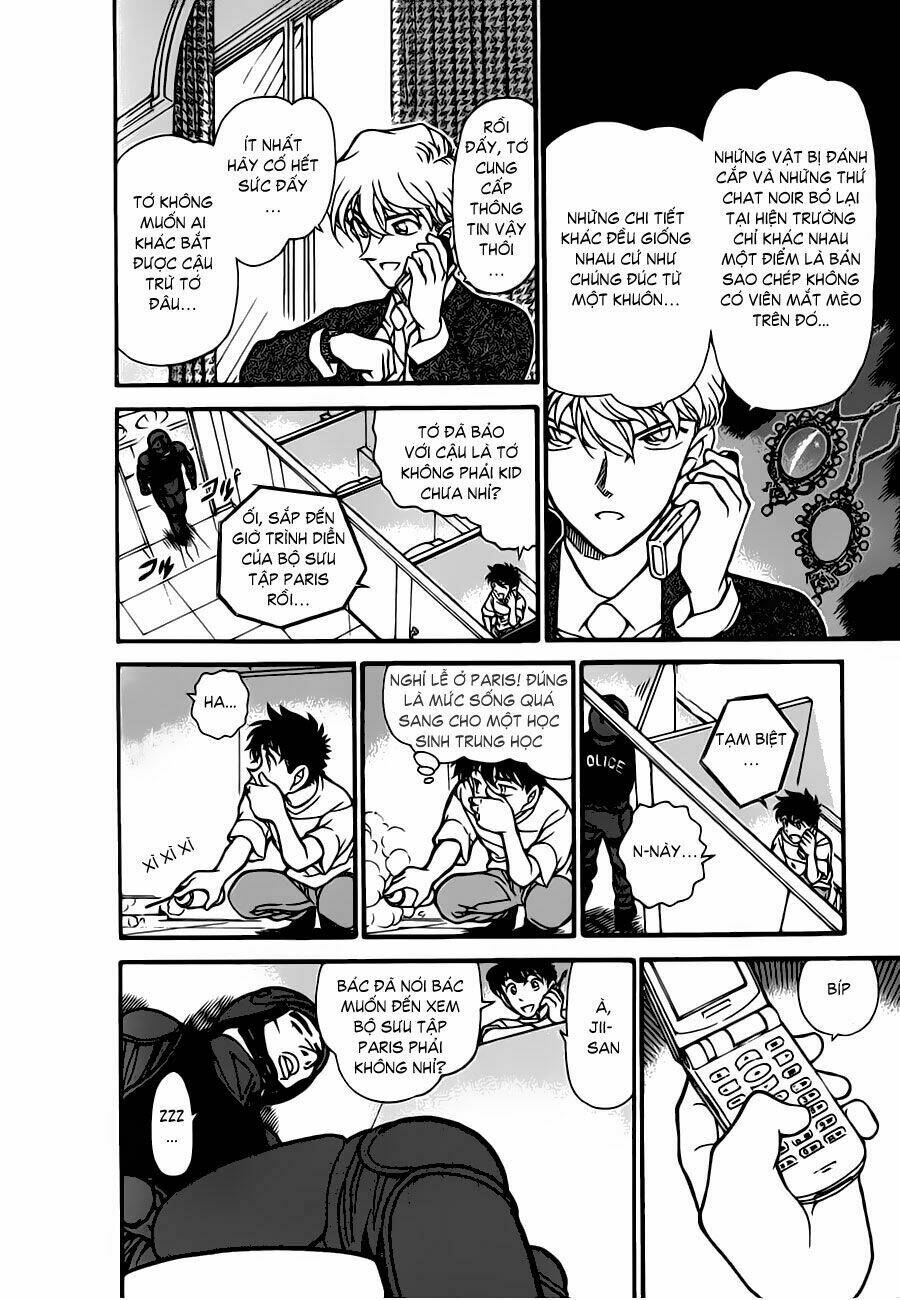 NHỮNG VẬT BỊ ĐÁNH
CẮP VÀ NHỮNG THỨ
CHAT NOIR BỎ LẠI
TẠI HIỆN TRƯỜNG
CHỈ KHÁC NHAU
MỘT ĐIỂM LÀ BẢN
SAO CHÉP KHÔNG
CÓ VIÊN MẮT MÈO
TRÊN ĐÓ...
NHỮNG CHI TIẾT
KHÁC ĐỀU GIỐNG
NHAU CỨ NHƯ
CHÚNG ĐÚC TỪ
MỘT KHUÔN...
RỒI
ĐẤY, TỚ
CUNG
CẤP
THÔNG
TIN VẬY
THÔI
...
ÍT NHẤT
HÃY CỐ HẾT
SỨC ĐẤY
...
TỚ KHÔNG
MUỐN AI
KHÁC BẮT
ĐƯỢC CẬU
TRỪ TỚ
ĐÂU...
TỚ ĐÃ BẢO
VỚI CẬU LÀ TỚ
KHÔNG PHẢI KID
CHƯA NHỈ?
ỐI, SẮP ĐẾN
GIỜ TRÌNH DIỄN
CỦA BỘ SƯU
TẬP PARIS
RỒI...
コツ
コツ
TẠM BIỆT
...
POLICE
N-NÀY...
NGHỈ LỄ Ở PARIS! ĐÚNG
LÀ MỨC SỐNG QUÁ
SANG CHO MỘT HỌC
SINH TRUNG HỌC
HA...
XÌ XÌ XÌ
BÍP
À,
JII-
SAN
BÁC ĐÃ NÓI BÁC
MUỐN ĐẾN XEM
BỘ SƯU TẬP
PARIS PHẢI
KHÔNG NHỈ?
ZZZ
...